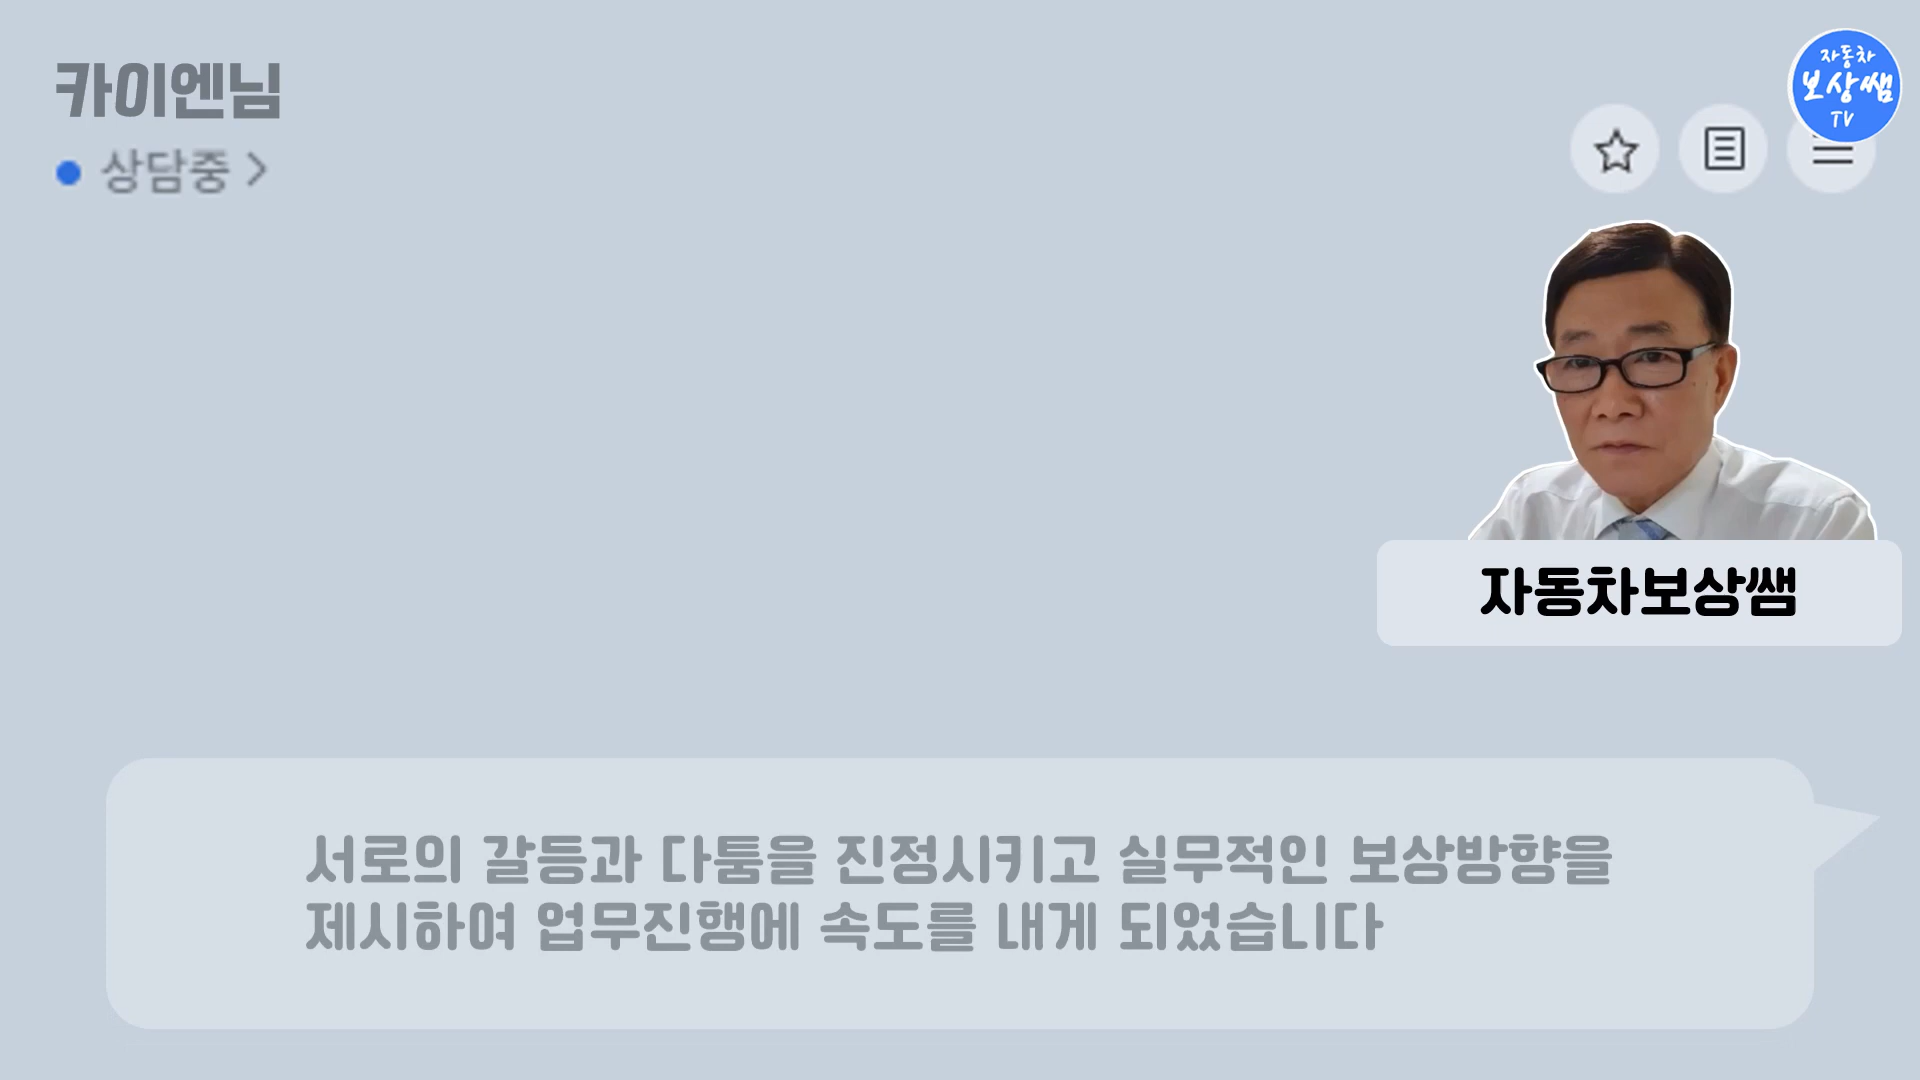 카이엔님
상담중 >
자동차
보상쌤
TV
자동차보상쌤
서로의 갈등과 다툼을 진정시키고 실무적인 보상방향을
제시하여 업무진행에 속도를 내게 되었습니다